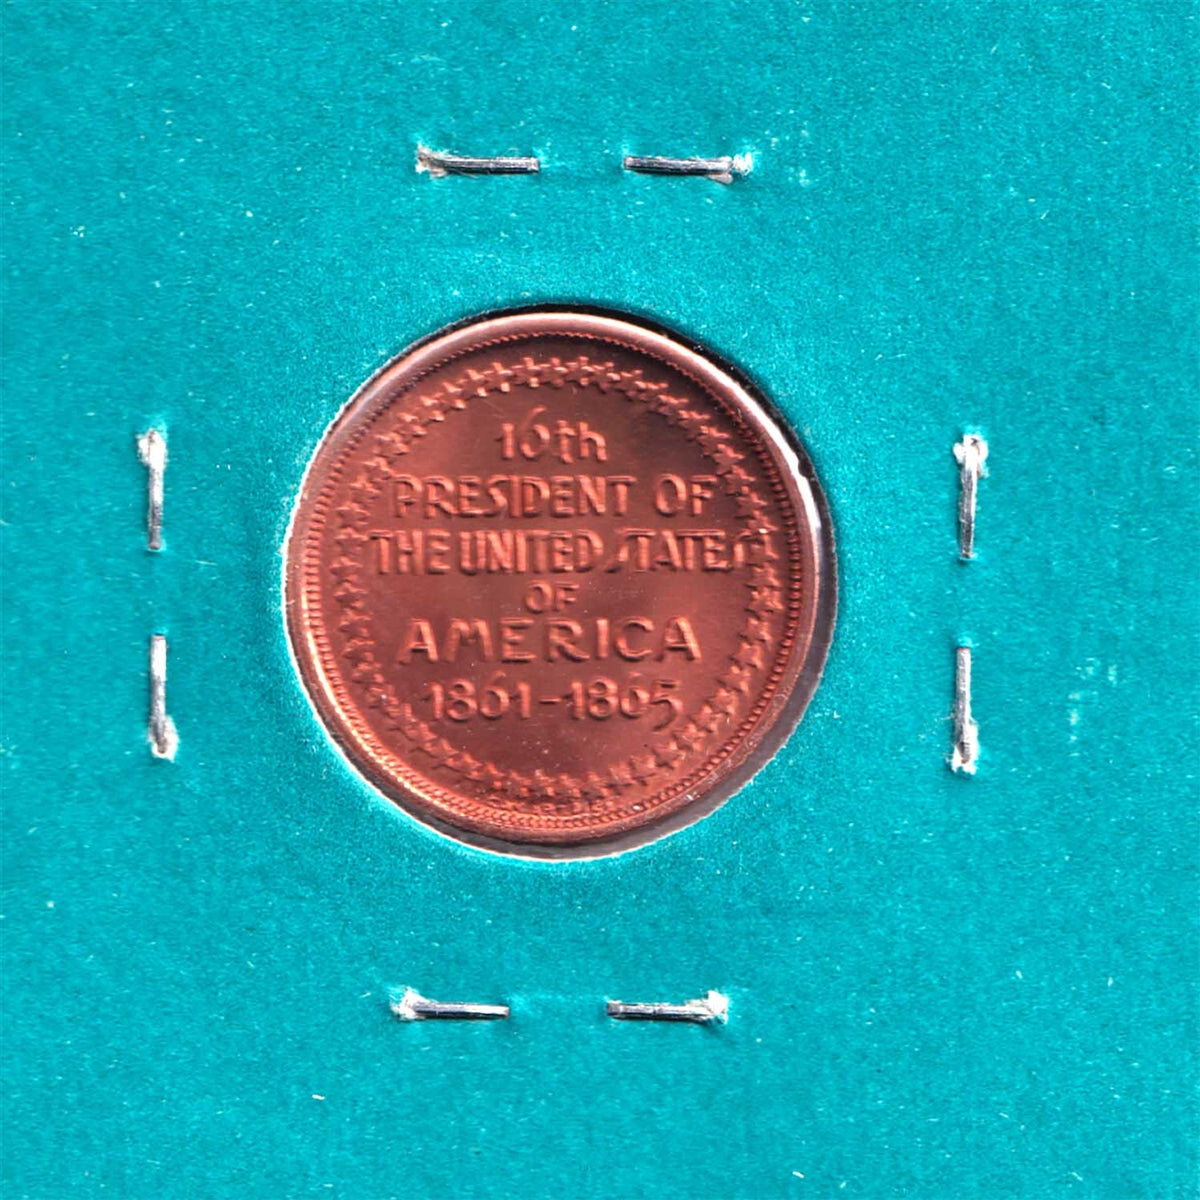 16th
PRESIDENT OF
THE UNITED STATES
OF
AMERICA
1861-1865